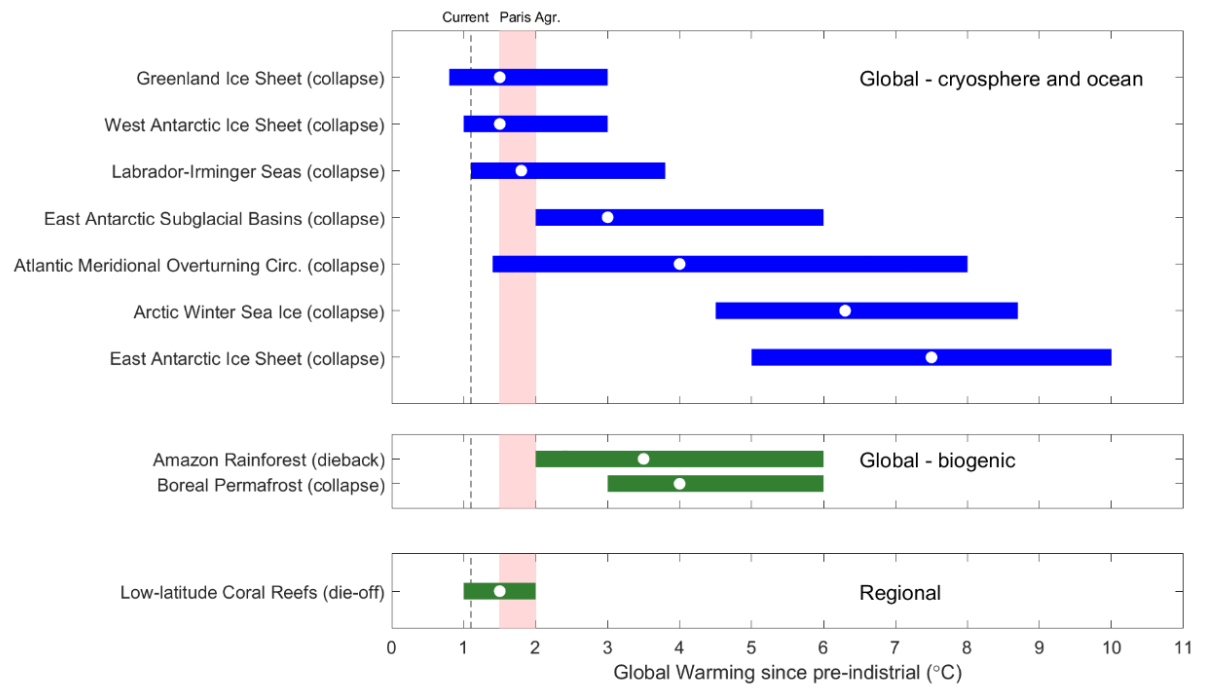 Current Paris Agr.
Greenland Ice Sheet (collapse)
Global - cryosphere and ocean
West Antarctic Ice Sheet (collapse)
Labrador-Irminger Seas (collapse)
East Antarctic Subglacial Basins (collapse)
Atlantic Meridional Overturning Circ. (collapse)
Arctic Winter Sea Ice (collapse)
East Antarctic Ice Sheet (collapse)
Amazon Rainforest (dieback)
Global - biogenic
Boreal Permafrost (collapse)
Low-latitude Coral Reefs (die-off)
Regional
0 1 2 3 4 5 6 7 8 9 10 11
Global Warming since pre-indistrial (°C)